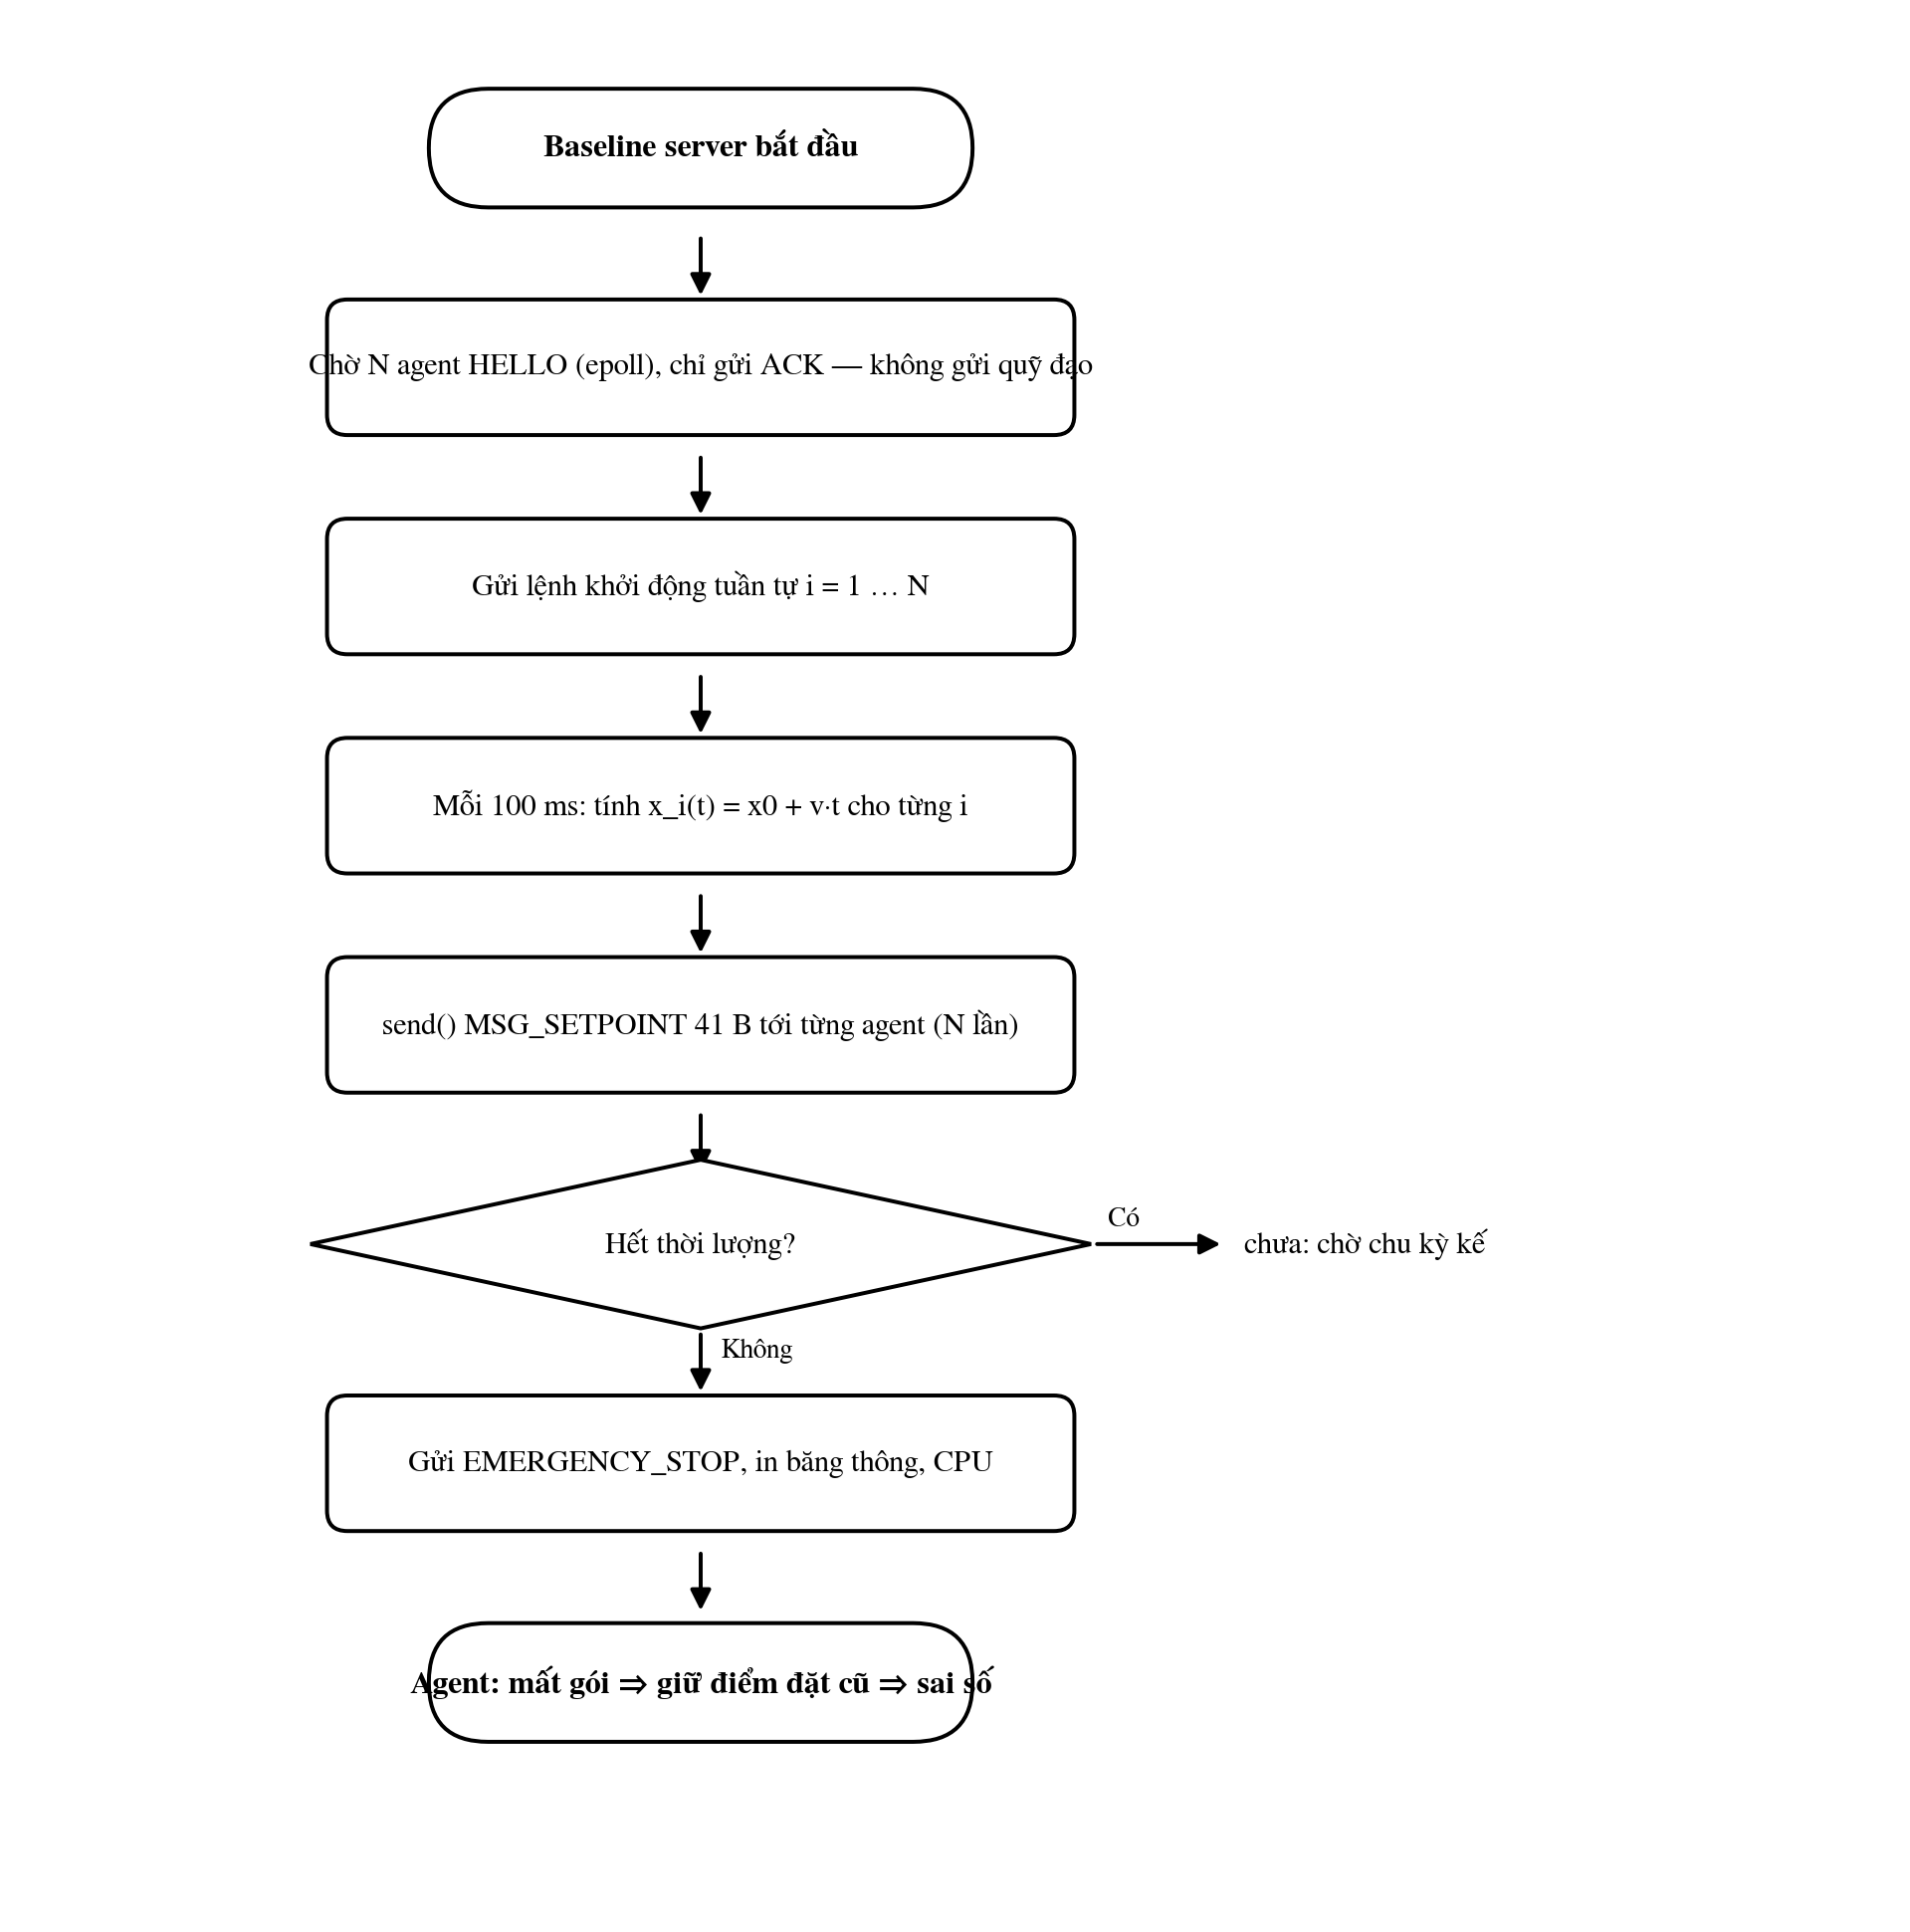 Baseline server bắt đầu
Chờ N agent HELLO (epoll), chỉ gửi ACK — không gửi quỹ đạo
Gửi lệnh khởi động tuần tự i = 1 … N
Mỗi 100 ms: tính x_i(t) = x0 + v·t cho từng i
send() MSG_SETPOINT 41 B tới từng agent (N lần)
Hết thời lượng?
Có
chưa: chờ chu kỳ kế
Không
Gửi EMERGENCY_STOP, in băng thông, CPU
Agent: mất gói ⇒ giữ điểm đặt cũ ⇒ sai số